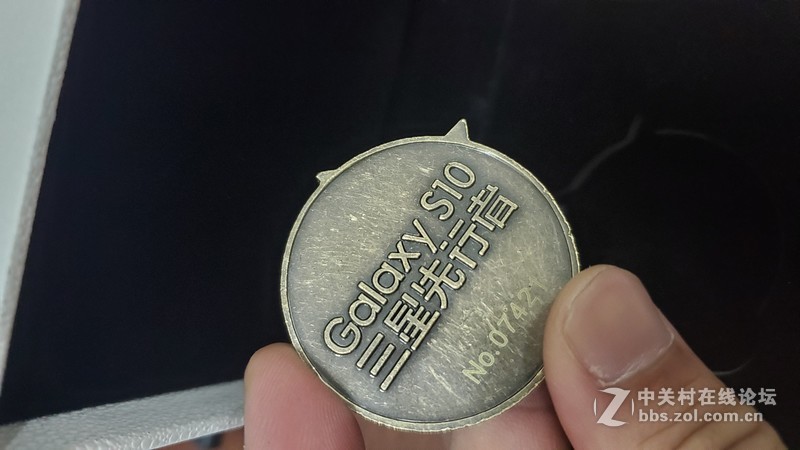 Galaxy S10
三星先行者
No.07421
中关村在线论坛
bbs.zol.com.cn